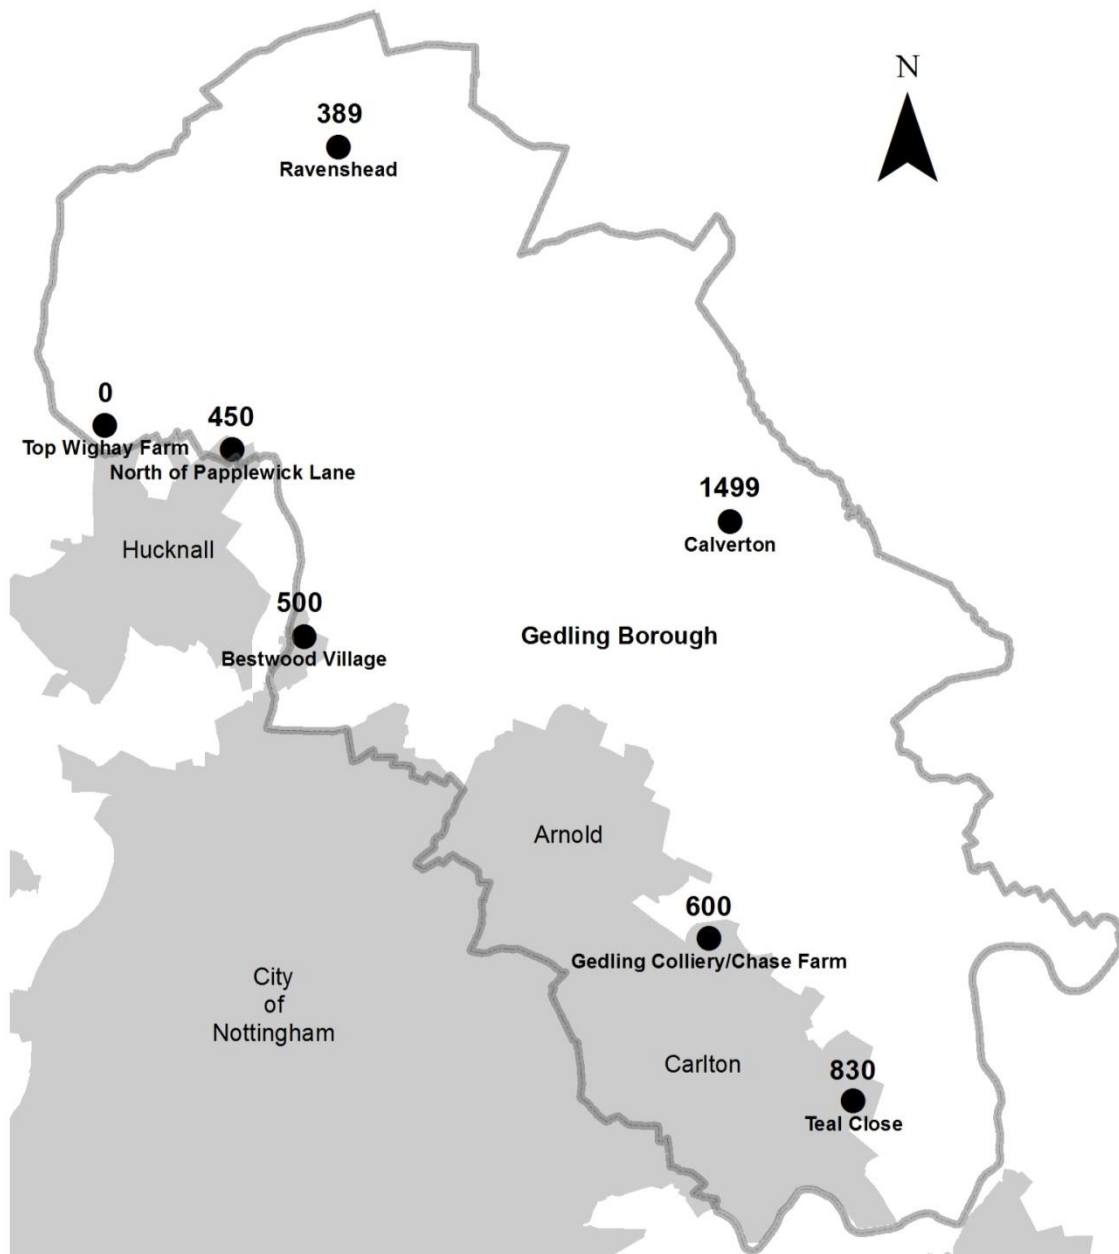 N
389
Ravenshead
0
Top Wighay Farm
450
North of Papplewick Lane
1499
Calverton
Hucknall
500
Bestwood Village
Gedling Borough
Arnold
600
Gedling Colliery/Chase Farm
City
of
Nottingham
Carlton
830
Teal Close